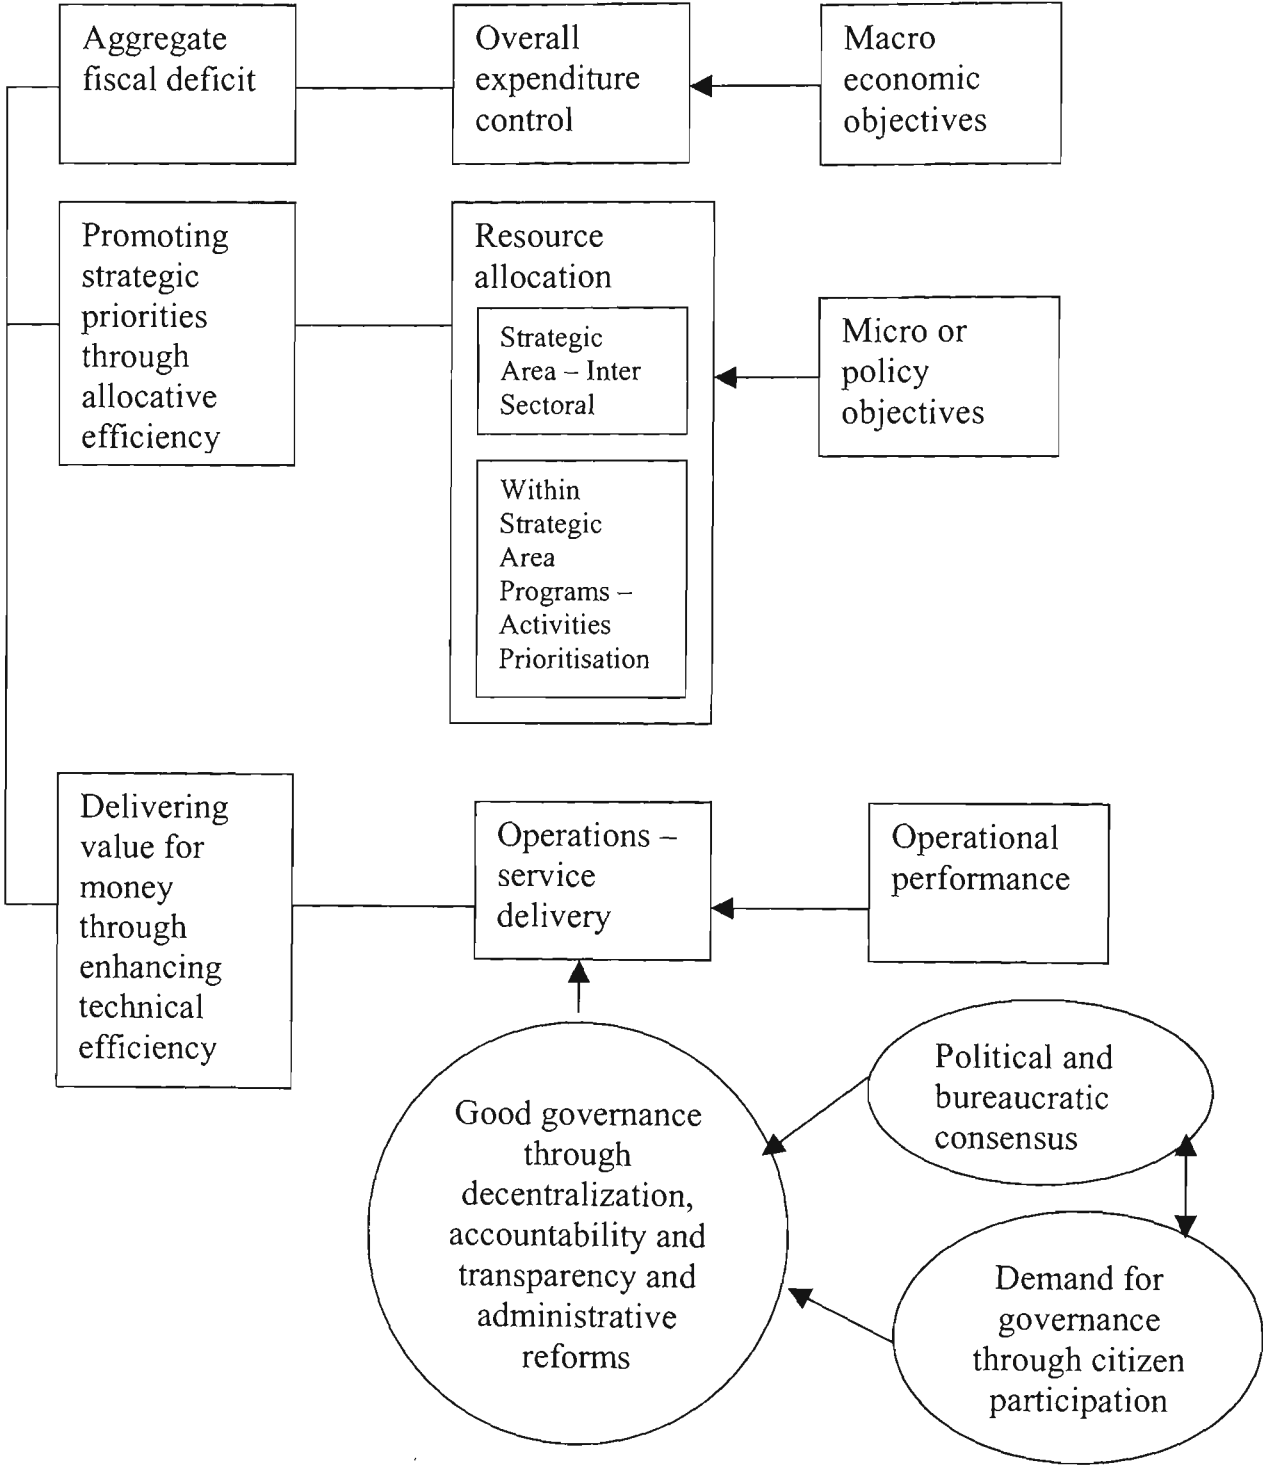 Aggregate
fiscal deficit
Overall
expenditure
control
Macro
economic
objectives
Promoting
strategic
priorities
through
allocative
efficiency
Resource
allocation
Strategic
Area – Inter
Sectoral
Within
Strategic
Area
Programs –
Activities
Prioritisation
Micro or
policy
objectives
Delivering
value for
money
through
enhancing
technical
efficiency
Operations –
service
delivery
Operational
performance
Good governance
through
decentralization,
accountability and
transparency and
administrative
reforms
Political and
bureaucratic
consensus
Demand for
governance
through citizen
participation